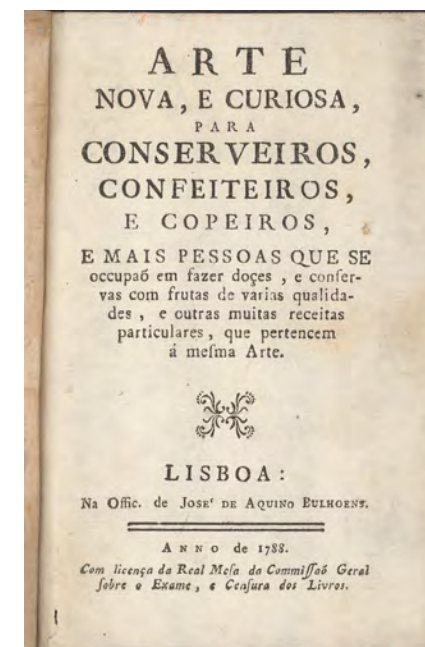 ARTE
NOVA, E CURIOSA,
PARA
CONSERVEIROS,
CONFEITEIROS,
E COPEIROS,
E MAIS PESSOAS QUE SE
occupaõ em fazer doçes , e conſer-
vas com frutas de varias qualida-
des , e outras muitas receitas
particulares , que pertencem
á meſma Arte.
LISBOA:
Na Offic. de JOSE' DE AQUINO BULHOENS.
ANNO de 1788.
Com licença da Real Meſa da Commiſſaõ Geral
ſobre o Exame , e Cenſura dos Livros.